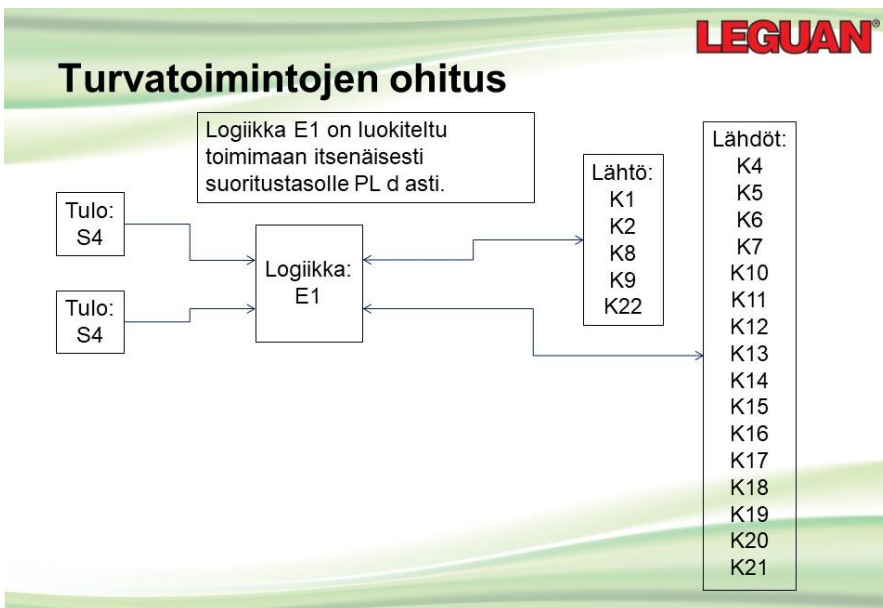 LEGUAN®
Turvatoimintojen ohitus
Logiikka E1 on luokiteltu
toimimaan itsenäisesti
suoritustasolle PL d asti.
Tulo:
S4
Tulo:
S4
Logiikka:
E1
Lähtö:
K1
K2
K8
K9
K22
Lähdöt:
K4
K5
K6
K7
K10
K11
K12
K13
K14
K15
K16
K17
K18
K19
K20
K21